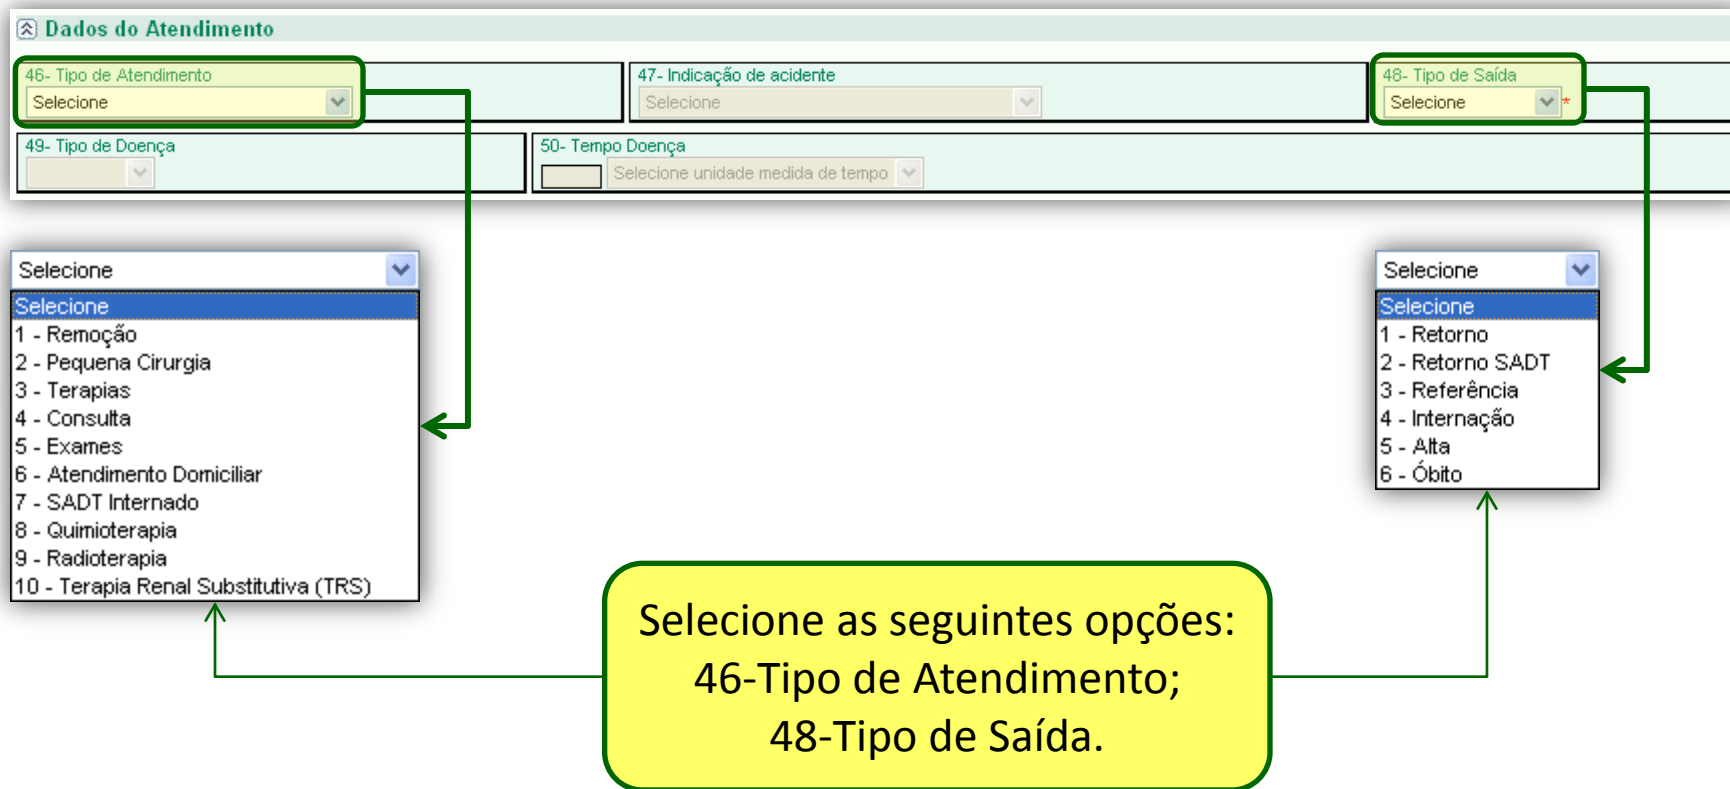 Dados do Atendimento
46- Tipo de Atendimento
Selecione
47- Indicação de acidente
Selecione
48- Tipo de Saída
Selecione *
49- Tipo de Doença
50- Tempo Doença
Selecione unidade medida de tempo
Selecione
Selecione
1 - Remoção
2 - Pequena Cirurgia
3 - Terapias
4 - Consulta
5 - Exames
6 - Atendimento Domiciliar
7 - SADT Internado
8 - Quimioterapia
9 - Radioterapia
10 - Terapia Renal Substitutiva (TRS)
Selecione
Selecione
1 - Retorno
2 - Retorno SADT
3 - Referência
4 - Internação
5 - Alta
6 - Óbito
Selecione as seguintes opções:
46-Tipo de Atendimento;
48-Tipo de Saída.